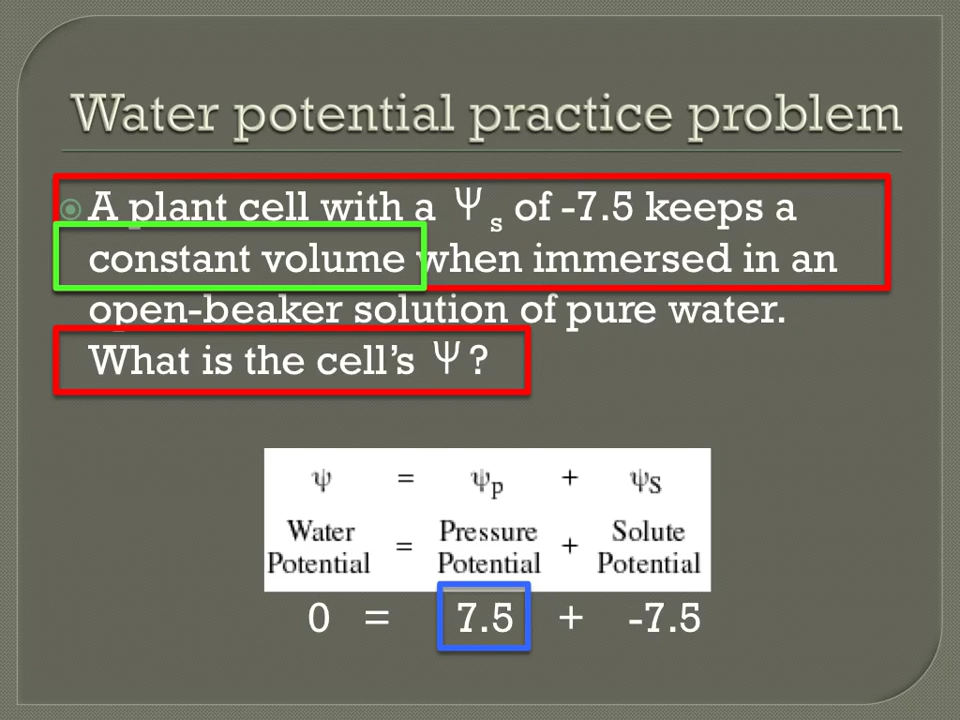 Water potential practice problem
A plant cell with a Ψs of -7.5 keeps a
constant volume when immersed in an
open-beaker solution of pure water.
What is the cell’s Ψ?
ψ = ψp + ψS
Water Potential = Pressure Potential + Solute Potential
0 = 7.5 + -7.5